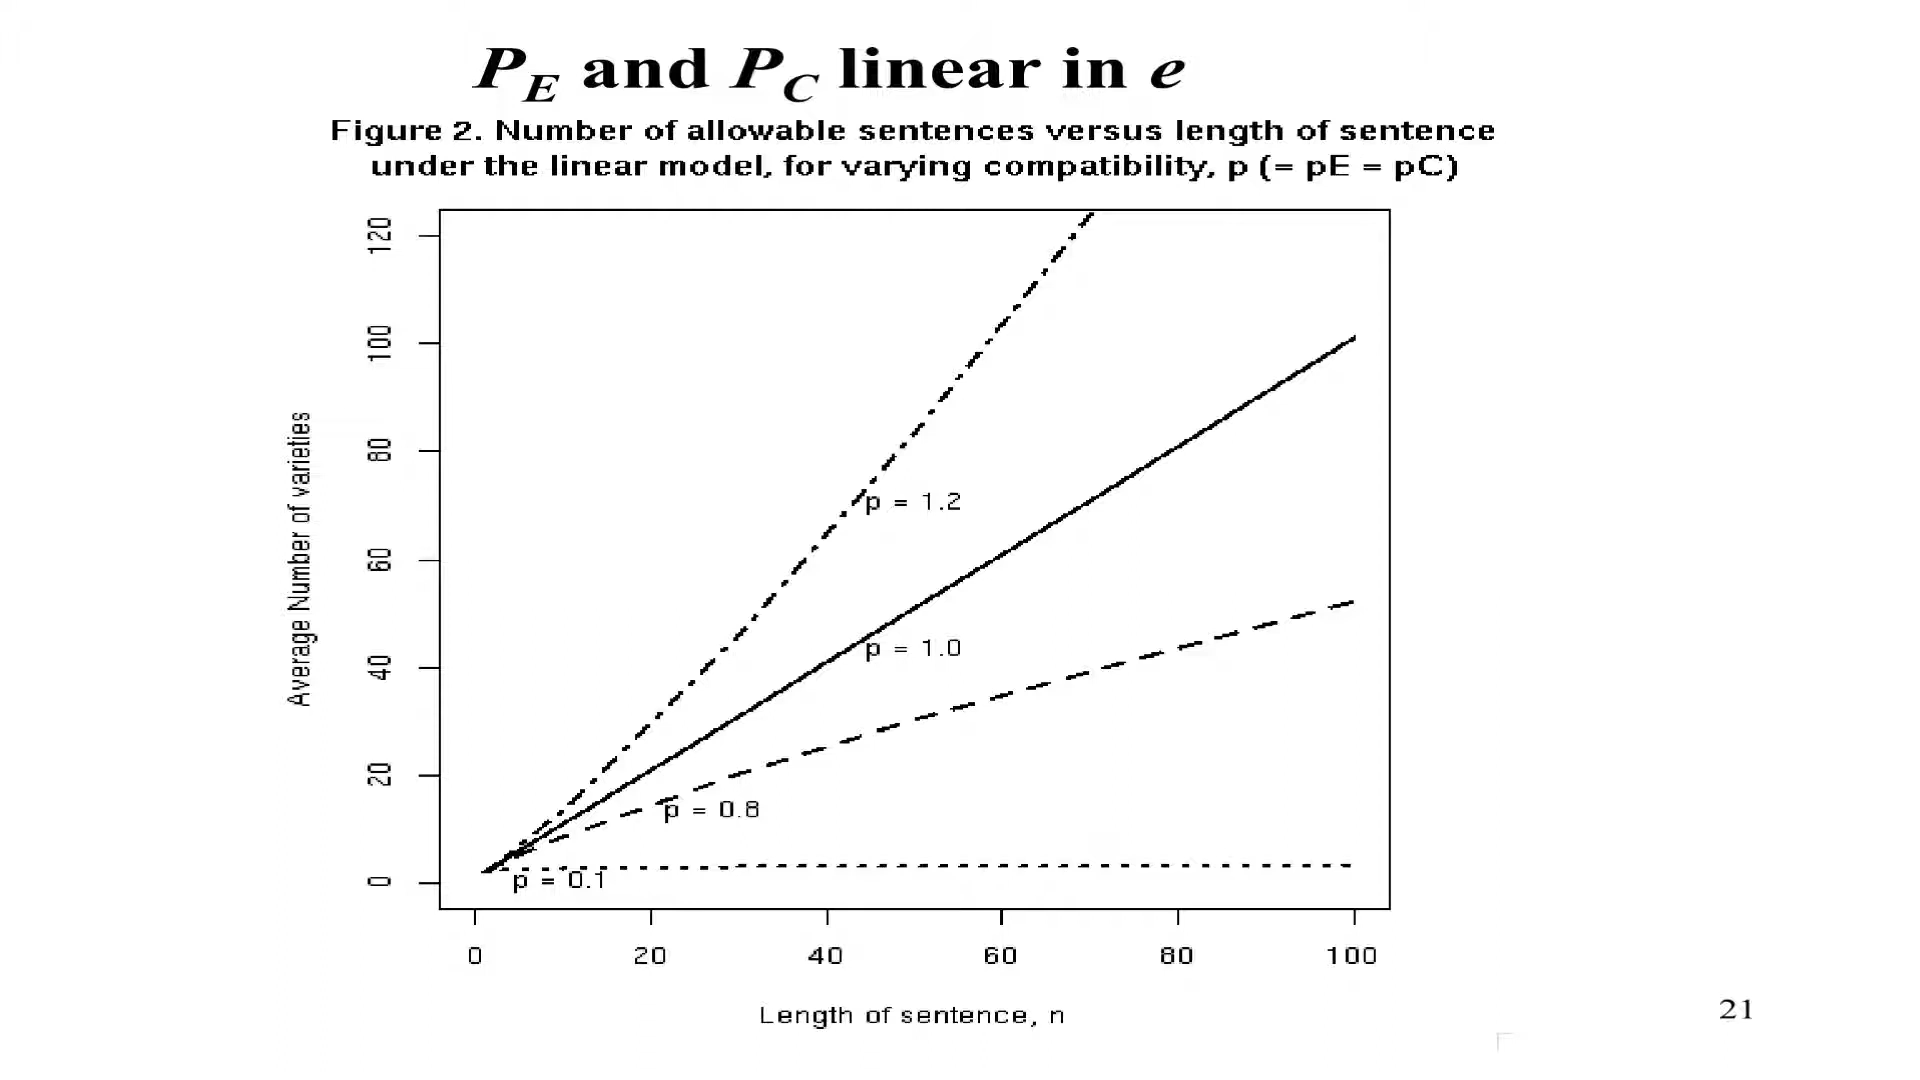 P_E and P_C linear in e
Figure 2. Number of allowable sentences versus length of sentence
under the linear model, for varying compatibility, p (= pE = pC)
120
100
80
60
40
20
0
Average Number of varieties
p = 1.2
p = 1.0
p = 0.8
p = 0.1
0 20 40 60 80 100
Length of sentence, n
21